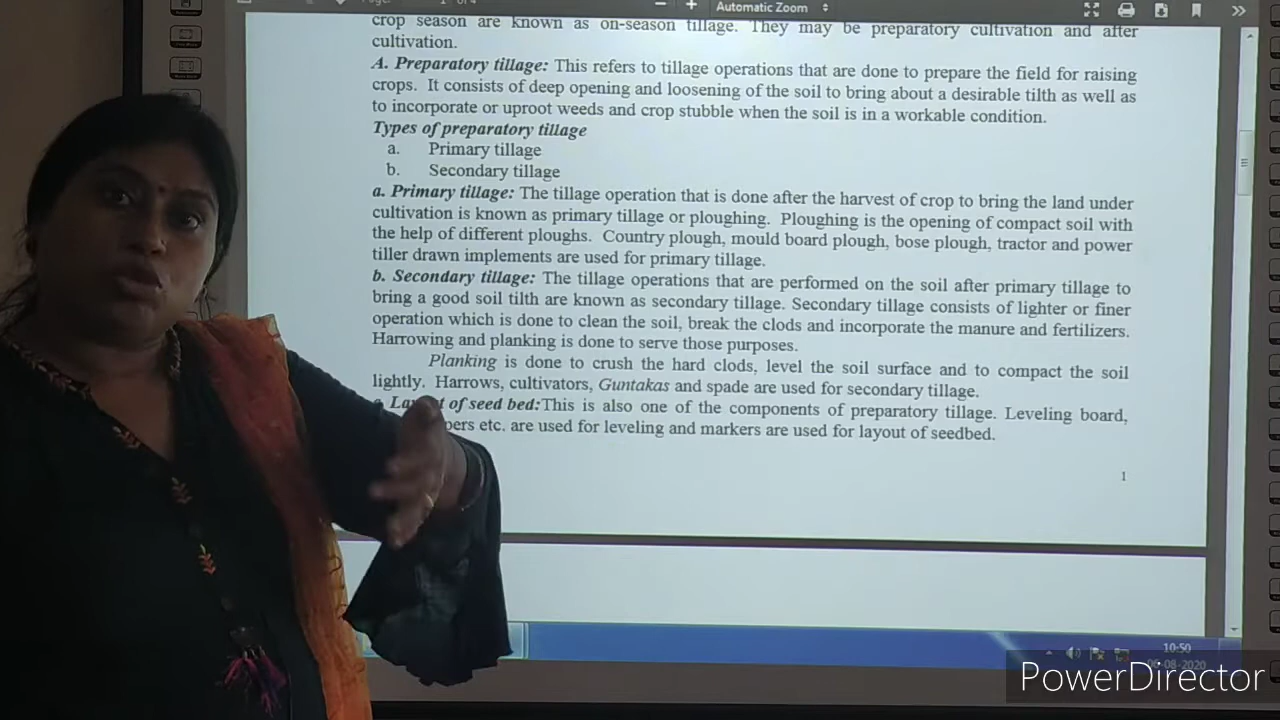 Automatic Zoom
crop season are known as on-season tillage. They may be preparatory cultivation and after
cultivation.
A. Preparatory tillage: This refers to tillage operations that are done to prepare the field for raising
crops. It consists of deep opening and loosening of the soil to bring about a desirable tilth as well as
to incorporate or uproot weeds and crop stubble when the soil is in a workable condition.
Types of preparatory tillage
a. Primary tillage
b. Secondary tillage
a. Primary tillage: The tillage operation that is done after the harvest of crop to bring the land under
cultivation is known as primary tillage or ploughing. Ploughing is the opening of compact soil with
the help of different ploughs. Country plough, mould board plough, bose plough, tractor and power
tiller drawn implements are used for primary tillage.
b. Secondary tillage: The tillage operations that are performed on the soil after primary tillage to
bring a good soil tilth are known as secondary tillage. Secondary tillage consists of lighter or finer
operation which is done to clean the soil, break the clods and incorporate the manure and fertilizers.
Harrowing and planking is done to serve those purposes.
Planking is done to crush the hard clods, level the soil surface and to compact the soil
lightly. Harrows, cultivators, Guntakas and spade are used for secondary tillage.
of seed bed:This is also one of the components of preparatory tillage. Leveling board,
etc. are used for leveling and markers are used for layout of seedbed.
1
10:50
06-08-2020
PowerDirector